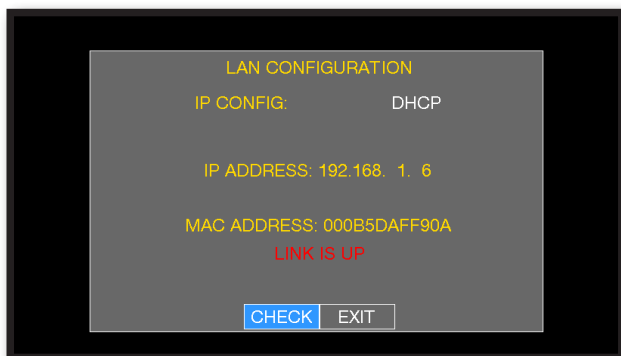 LAN CONFIGURATION
IP CONFIG: DHCP
IP ADDRESS: 192.168. 1. 6
MAC ADDRESS: 000B5DAFF90A
LINK IS UP
CHECK EXIT